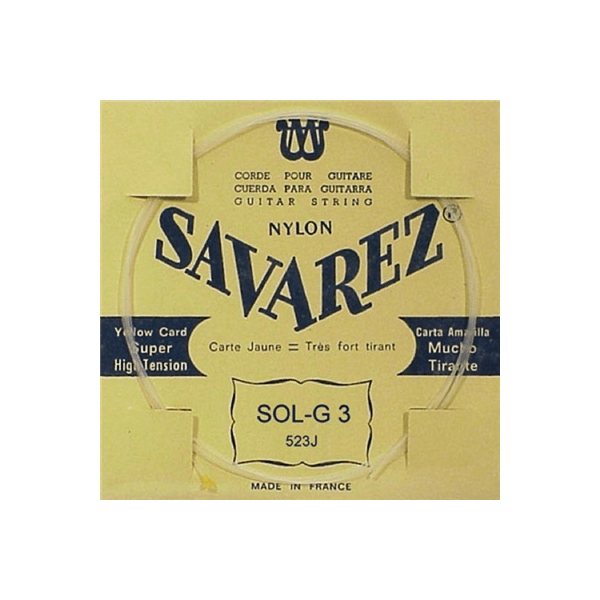 CORDE POUR GUITARE
CUERDA PARA GUITARRA
GUITAR STRING
NYLON
SAVAREZ®
Yellow Card
Super
High Tension
Carte Jaune = Très fort tirant
Carta Amarilla
Mucho
Tirante
SOL-G 3
523J
MADE IN FRANCE